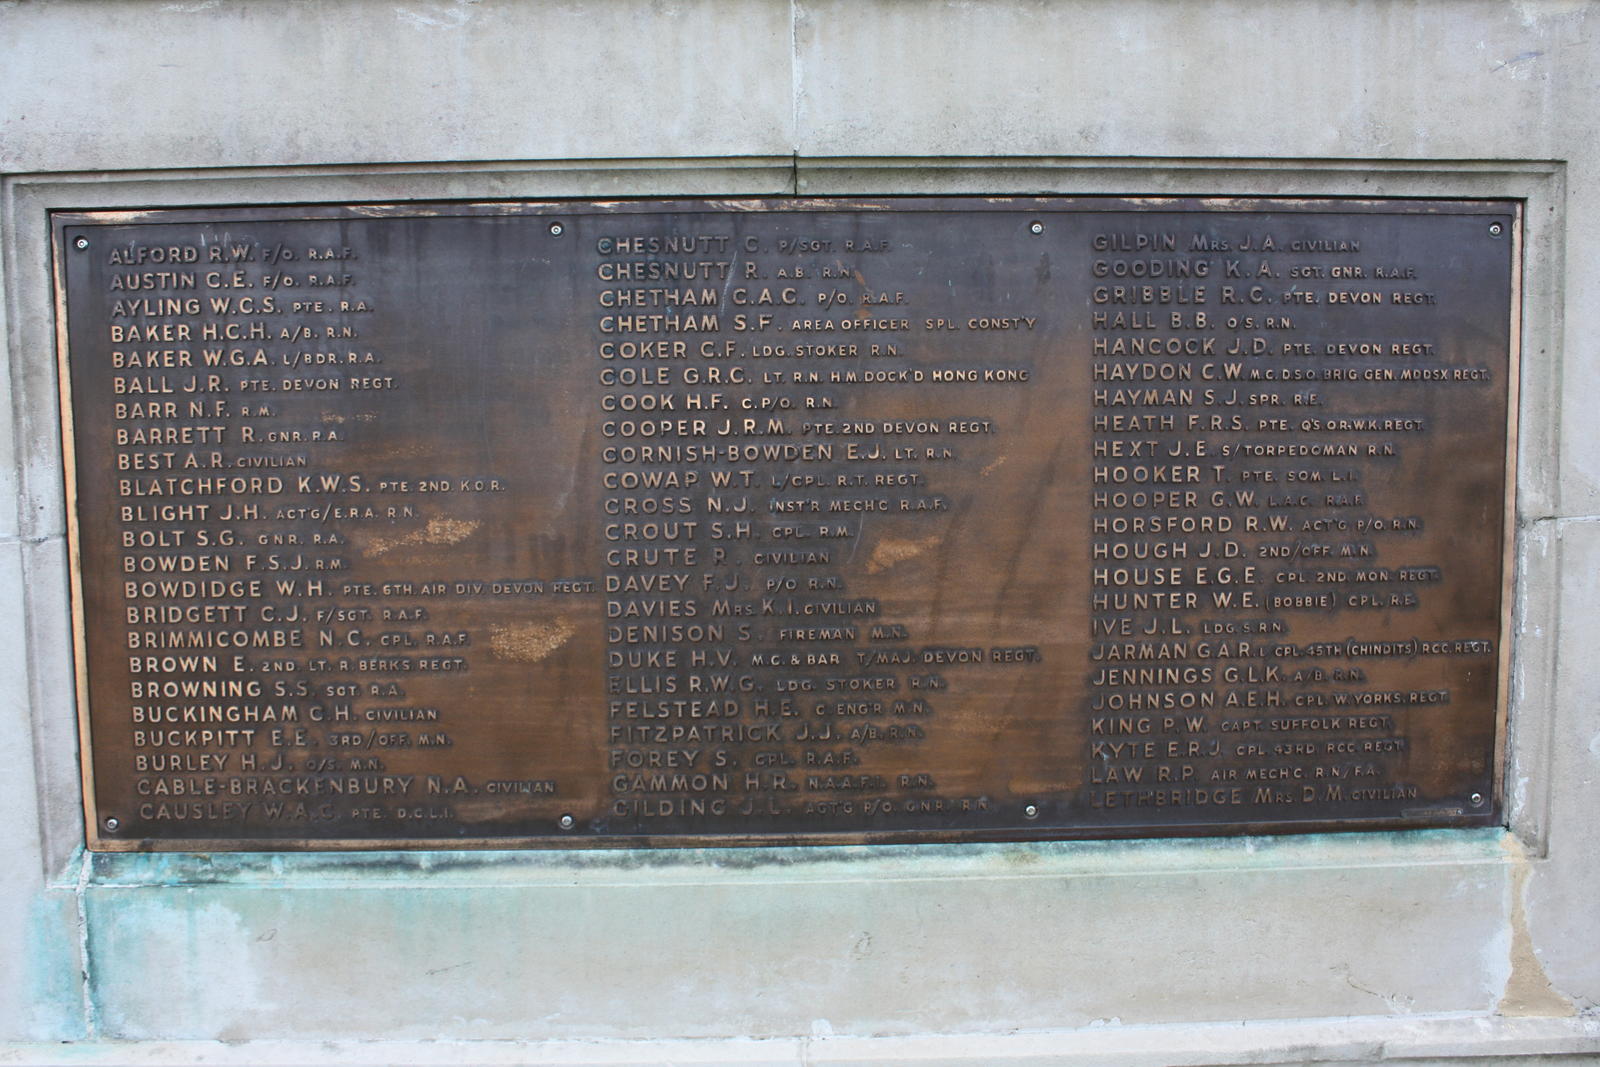 ALFORD R.W. F/O. R.A.F.
AUSTIN C.E. F/O. R.A.F.
AYLING W.C.S. PTE. R.A.
BAKER H.C.H. A/B. R.N.
BAKER W.G.A. L/BDR. R.A.
BALL J.R. PTE. DEVON REGT.
BARR N.F. R.M.
BARRETT R. GNR. R.A.
BEST A.R. CIVILIAN
BLATCHFORD K.W.S. PTE. 2ND. K.O.R.
BLIGHT J.H. ACT'G/E.R.A. R.N.
BOLT S.G. GNR. R.A.
BOWDEN F.S.J. R.M.
BOWDIDGE W.H. PTE. 6TH. AIR DIV. DEVON REGT.
BRIDGETT C.J. F/SGT. R.A.F.
BRIMMICOMBE N.C. CPL. R.A.F.
BROWN E. 2ND. LT. R. BERKS REGT.
BROWNING S.S. SGT. R.A.
BUCKINGHAM C.H. CIVILIAN
BUCKPITT E.E. 3RD/OFF. M.N.
BURLEY H.J. O/S. M.N.
CABLE-BRACKENBURY N.A. CIVILIAN
CAUSLEY W.A.C. PTE. D.C.L.I.
CHESNUTT C. P/SGT. R.A.F.
CHESNUTT R. A.B. R.N.
CHETHAM C.A.C. P/O. R.A.F.
CHETHAM S.F. AREA OFFICER SPL. CONST'Y
COKER C.F. LDG. STOKER R.N.
COLE G.R.C. LT. R.N. H.M. DOCK'D HONG KONG
COOK H.F. C.P/O. R.N.
COOPER J.R.M. PTE. 2ND DEVON REGT.
CORNISH-BOWDEN E.J. LT. R.N.
COWAP W.T. L/CPL. R.T. REGT.
CROSS N.J. INST'R MECH'C R.A.F.
CROUT S.H. CPL. R.M.
CRUTE R. CIVILIAN
DAVEY F.J. P/O R.N.
DAVIES MRS. K.I. CIVILIAN
DENISON S. FIREMAN M.N.
DUKE H.V. M.C. & BAR T/MAJ. DEVON REGT.
ELLIS R.W.G. LDG. STOKER R.N.
FELSTEAD H.E. C. ENG'R M.N.
FITZPATRICK J.J. A/B. R.N.
FOREY S. CPL. R.A.F.
GAMMON H.R. N.A.A.F.I. R.N.
GILDING J.L. ACT'G P/O. GNR. R.N.
GILPIN MRS. J.A. CIVILIAN
GOODING K.A. SGT. GNR. R.A.F.
GRIBBLE R.C. PTE. DEVON REGT.
HALL B.B. O/S. R.N.
HANCOCK J.D. PTE. DEVON REGT.
HAYDON C.W. M.C. D.S.O. BRIG GEN. MDDSX REGT.
HAYMAN S.J. SPR. R.E.
HEATH F.R.S. PTE. Q'S. O.R.W.K. REGT.
HEXT J.E. S/TORPEDOMAN R.N.
HOOKER T. PTE. SOM. L.I.
HOOPER G.W. L.A.C. R.A.F.
HORSFORD R.W. ACT'G P/O. R.N.
HOUGH J.D. 2ND/OFF. M.N.
HOUSE E.G.E. CPL. 2ND. MON. REGT.
HUNTER W.E. (BOBBIE) CPL. R.E.
IVE J.L. LDG. S. R.N.
JARMAN G.A.R. L/CPL. 45TH (CHINDITS) RCC. REGT.
JENNINGS G.L.K. A/B. R.N.
JOHNSON A.E.H. CPL. W. YORKS. REGT.
KING P.W. CAPT. SUFFOLK REGT.
KYTE E.R.J. CPL. 43RD. RCC. REGT.
LAW R.P. AIR MECH'C. R.N/F.A.
LETHBRIDGE MRS. D.M. CIVILIAN